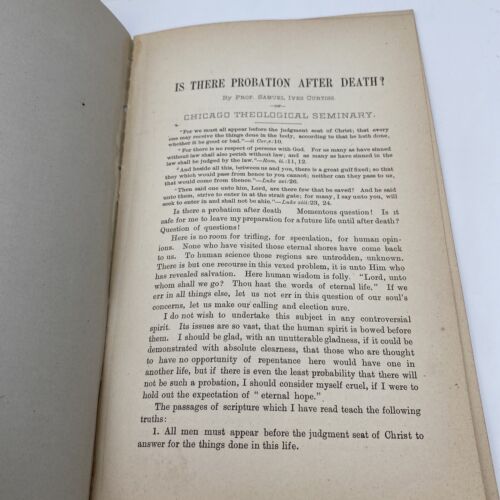 IS THERE PROBATION AFTER DEATH?
By Prof. Samuel Ives Curtiss
—OF—
CHICAGO THEOLOGICAL SEMINARY.
"For we must all appear before the judgment seat of Christ; that every
one may receive the things done in the body, according to that he hath done,
whether it be good or bad."—ii Cor. v:10.
"For there is no respect of persons with God. For as many as have sinned
without law shall also perish without law; and as many as have sinned in the
law shall be judged by the law."—Rom. ii.:11, 12.
"And beside all this, between us and you, there is a great gulf fixed; so that
they which would pass from hence to you cannot; neither can they pass to us,
that would come from thence."—Luke xvi:26.
"Then said one unto him, Lord, are there few that be saved? And he said
unto them, strive to enter in at the strait gate; for many, I say unto you, will
seek to enter in and shall not be able."—Luke xiii:23, 24.
Is there a probation after death Momentous question! Is it
safe for me to leave my preparation for a future life until after death?
Question of questions!
Here is no room for trifling, for speculation, for human opin-
ions. None who have visited those eternal shores have come back
to us. To human science those regions are untrodden, unknown.
There is but one recourse in this vexed problem, it is unto Him who
has revealed salvation. Here human wisdom is folly. "Lord, unto
whom shall we go? Thou hast the words of eternal life." If we
err in all things else, let us not err in this question of our soul's
concerns, let us make our calling and election sure.
I do not wish to undertake this subject in any controversial
spirit. Its issues are so vast, that the human spirit is bowed before
them. I should be glad, with an unutterable gladness, if it could be
demonstrated with absolute clearness, that those who are thought
to have no opportunity of repentance here would have one in
another life, but if there is even the least probability that there will
not be such a probation, I should consider myself cruel, if I were to
hold out the expectation of "eternal hope."
The passages of scripture which I have read teach the following
truths:
1. All men must appear before the judgment seat of Christ to
answer for the things done in this life.